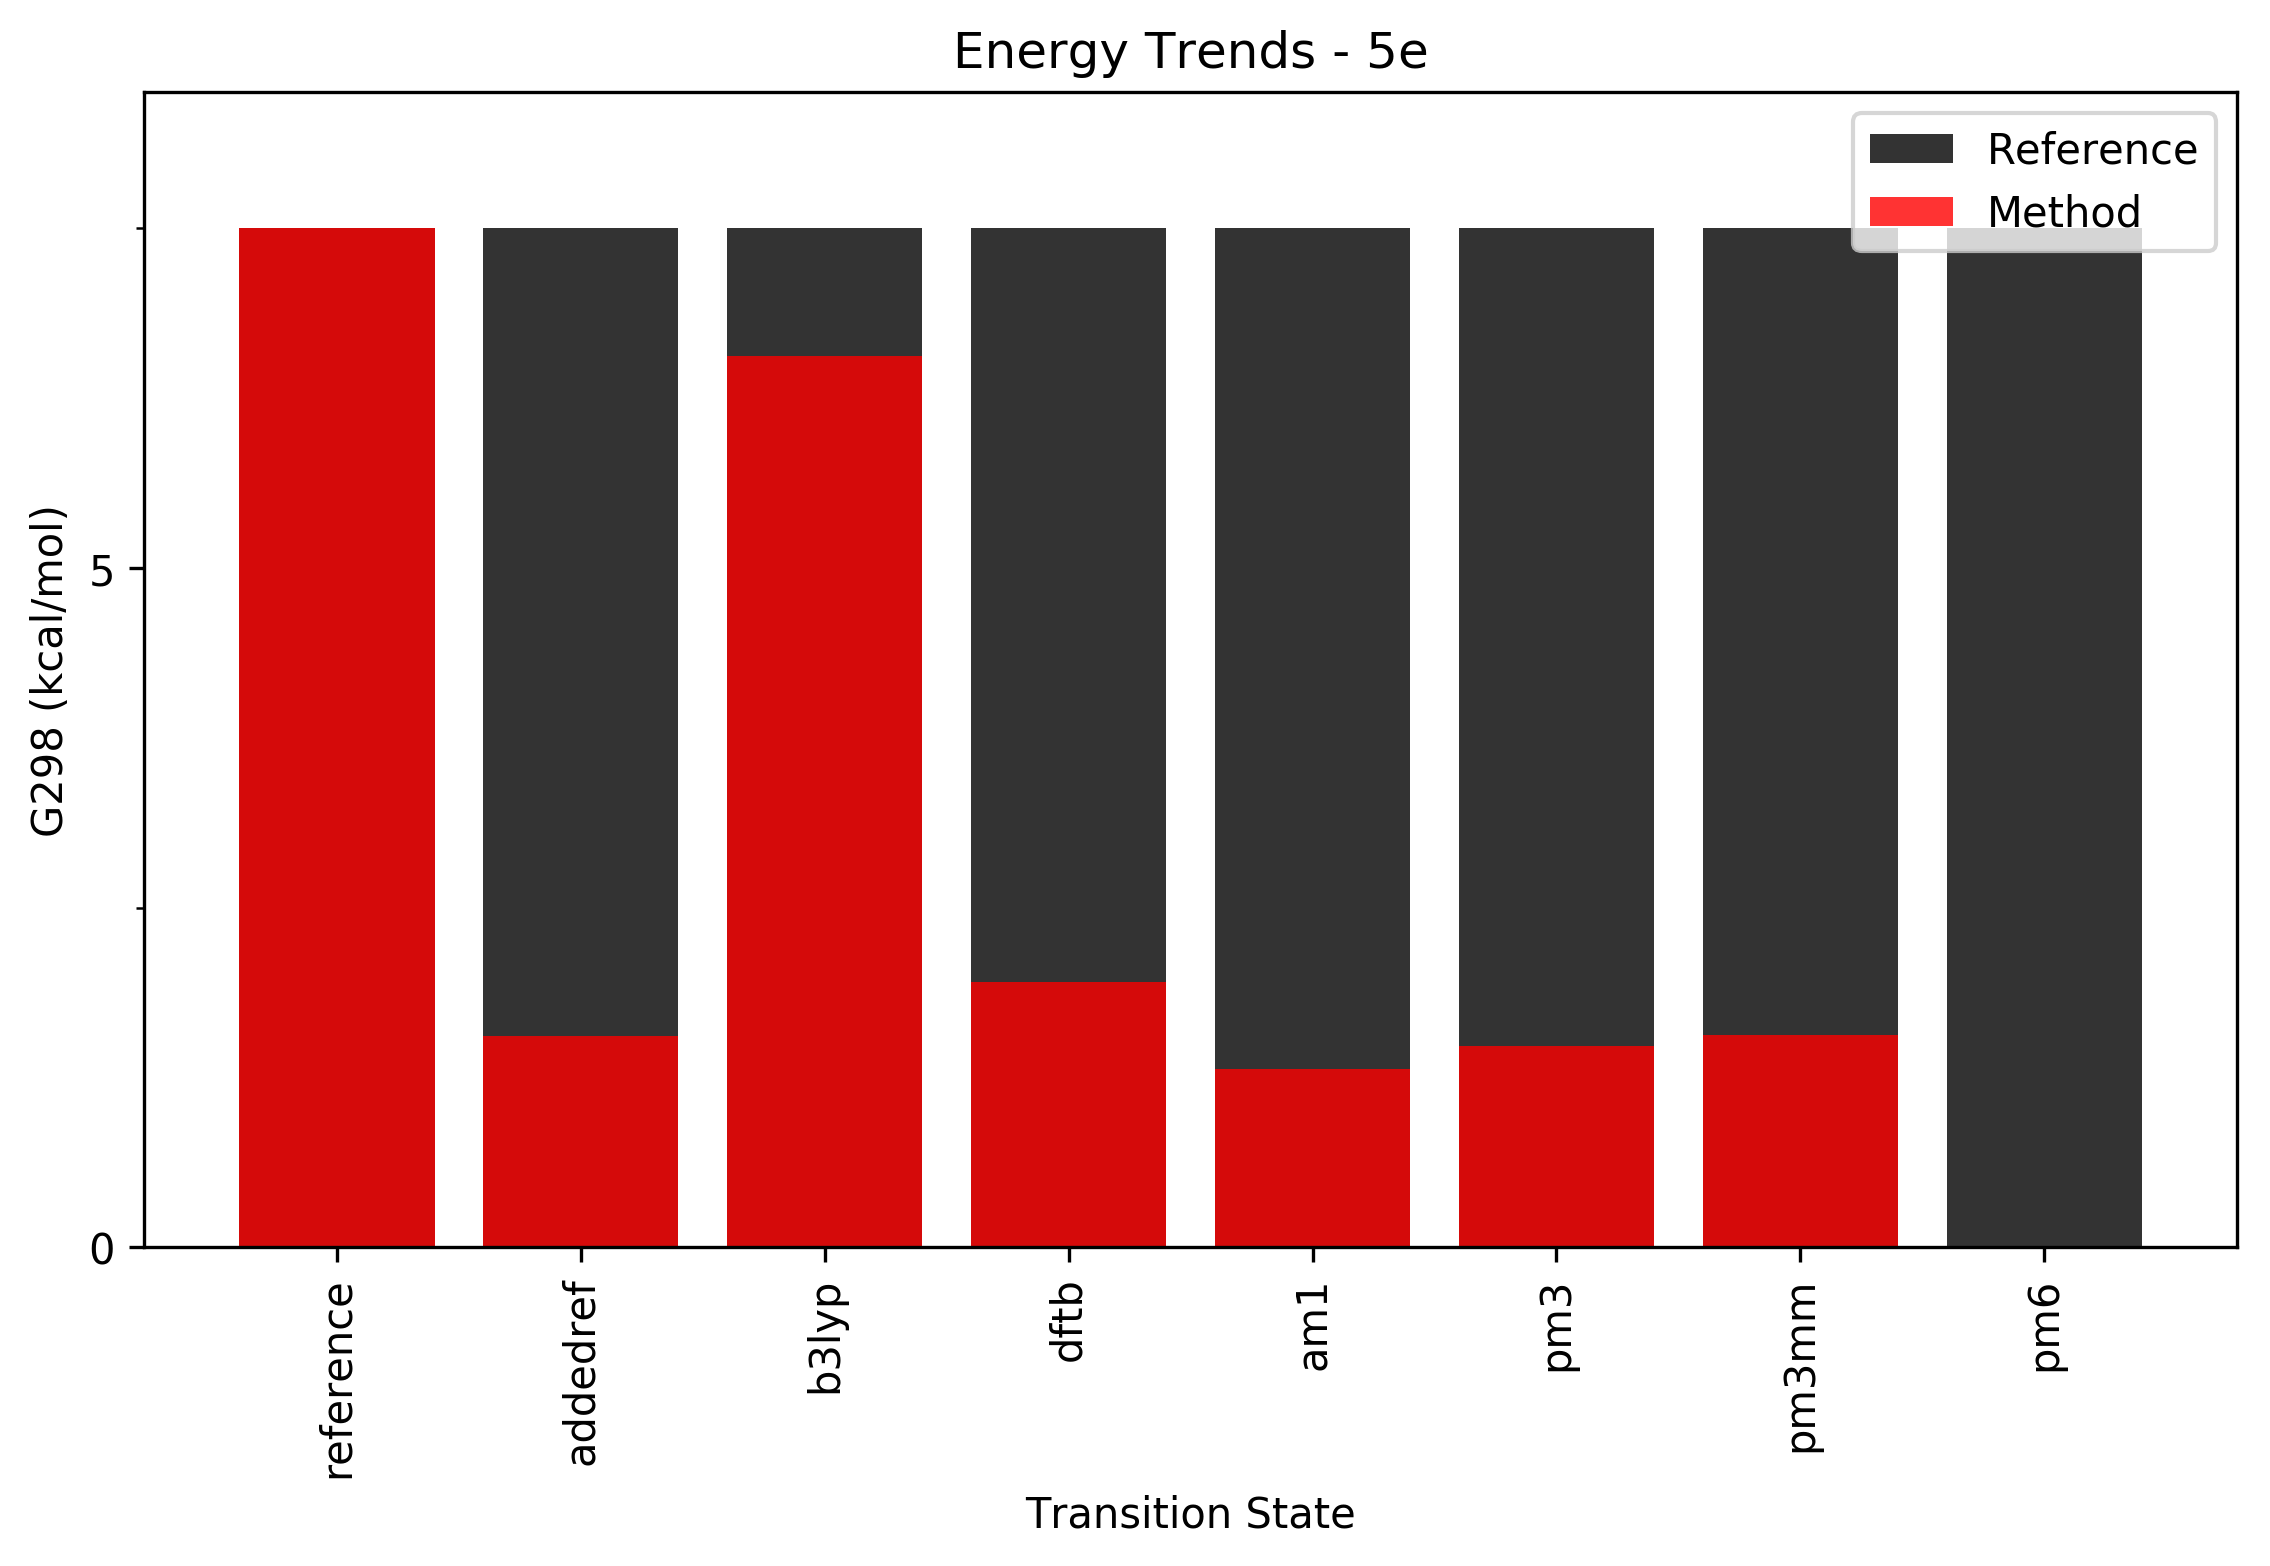 Energy Trends - 5e
Reference
Method
G298 (kcal/mol)
5
0
reference
addedref
b3lyp
dftb
am1
pm3
pm3mm
pm6
Transition State